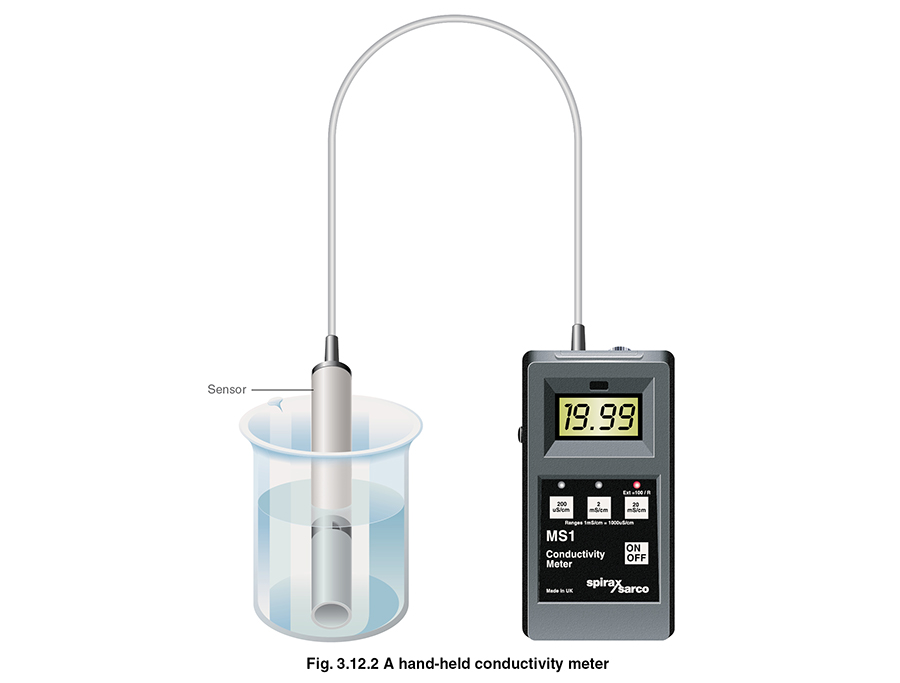 Sensor
19.99
Ext =100 / R
200
uS/cm
2
mS/cm
20
mS/cm
Ranges 1mS/cm = 1000uS/cm
MS1
Conductivity
Meter
ON
OFF
spirax
sarco
Made in UK
Fig. 3.12.2 A hand-held conductivity meter